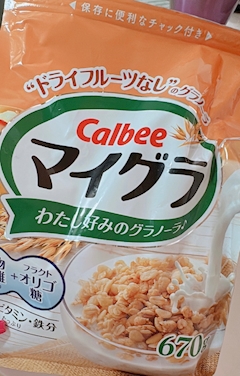 ◀ 保存に便利なチャック付き ▶
"ドライフルーツなし"のグラノーラ
Calbee
マイグラ
わたし好みのグラノーラ♪
フラクト
+オリゴ
糖
ビタミン・鉄分
670